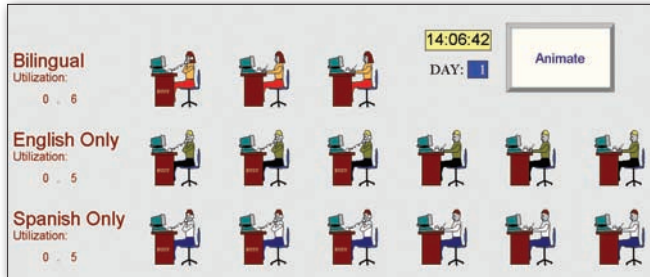 14:06:42
Animate
DAY: 1
Bilingual
Utilization:
0 . 6
English Only
Utilization:
0 . 5
Spanish Only
Utilization:
0 . 5